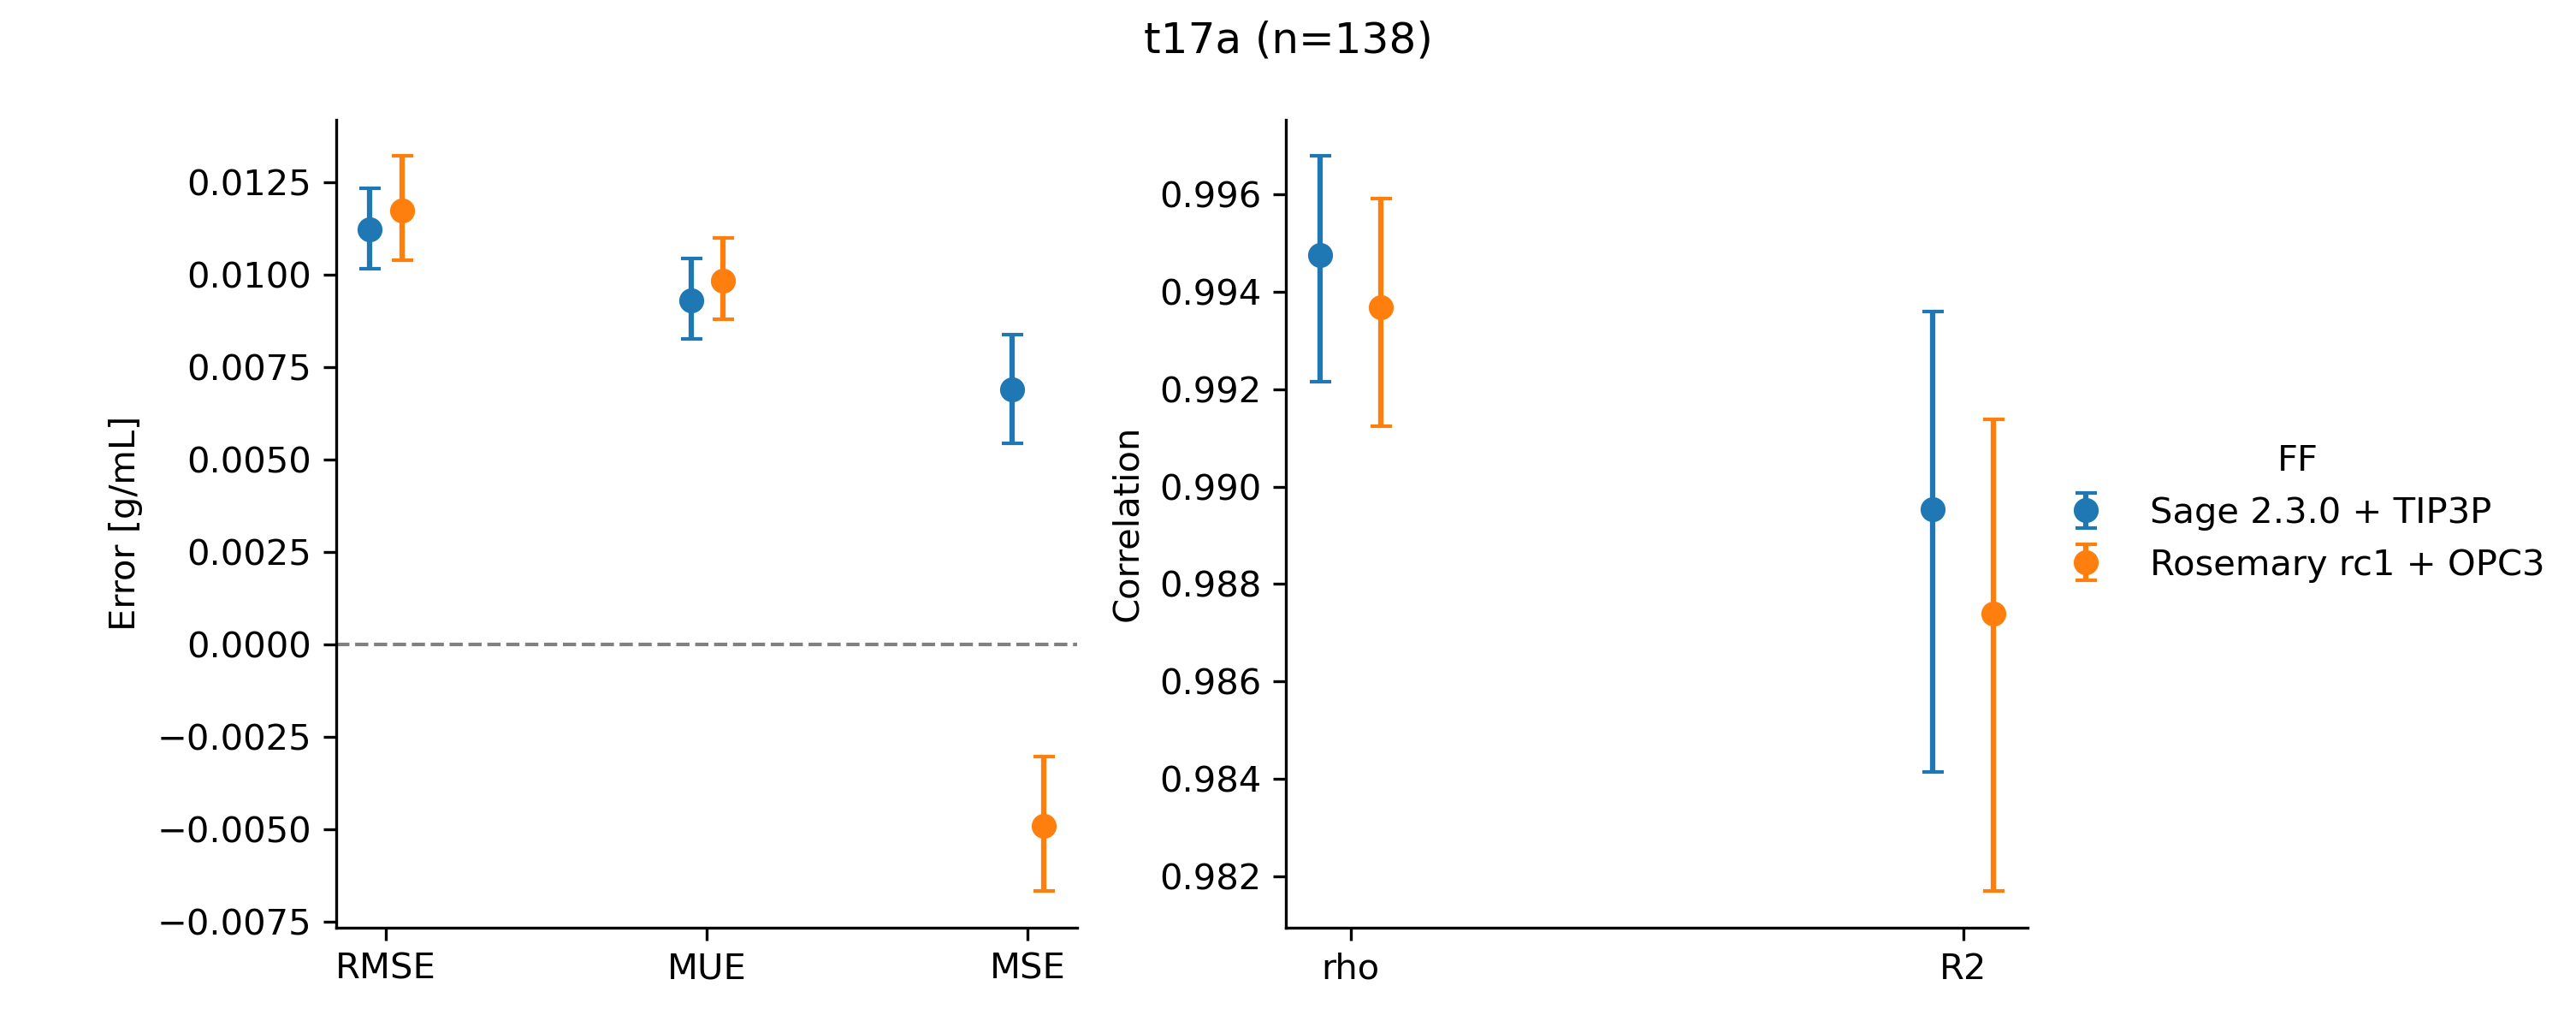 t17a (n=138)
Error [g/mL]
0.0125
0.0100
0.0075
0.0050
0.0025
0.0000
−0.0025
−0.0050
−0.0075
RMSE MUE MSE
Correlation
0.996
0.994
0.992
0.990
0.988
0.986
0.984
0.982
rho R2
FF
Sage 2.3.0 + TIP3P
Rosemary rc1 + OPC3